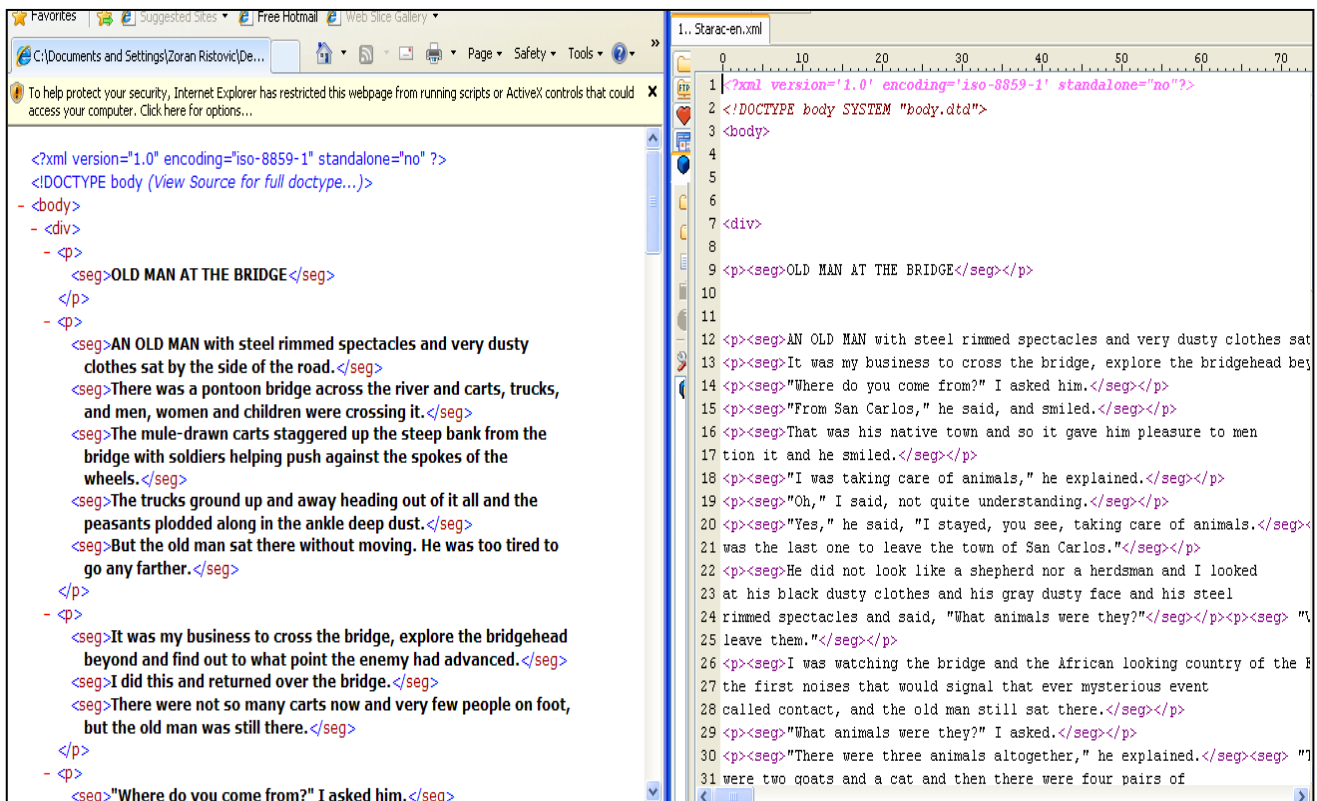 Favorites Suggested Sites Free Hotmail Web Slice Gallery
C:\Documents and Settings\Zoran Ristovic\De... Page Safety Tools »
To help protect your security, Internet Explorer has restricted this webpage from running scripts or ActiveX controls that could
access your computer. Click here for options...
<?xml version="1.0" encoding="iso-8859-1" standalone="no" ?>
<!DOCTYPE body (View Source for full doctype...)>
- <body>
- <div>
- <p>
<seg>OLD MAN AT THE BRIDGE</seg>
</p>
- <p>
<seg>AN OLD MAN with steel rimmed spectacles and very dusty
clothes sat by the side of the road.</seg>
<seg>There was a pontoon bridge across the river and carts, trucks,
and men, women and children were crossing it.</seg>
<seg>The mule-drawn carts staggered up the steep bank from the
bridge with soldiers helping push against the spokes of the
wheels.</seg>
<seg>The trucks ground up and away heading out of it all and the
peasants plodded along in the ankle deep dust.</seg>
<seg>But the old man sat there without moving. He was too tired to
go any farther.</seg>
</p>
- <p>
<seg>It was my business to cross the bridge, explore the bridgehead
beyond and find out to what point the enemy had advanced.</seg>
<seg>I did this and returned over the bridge.</seg>
<seg>There were not so many carts now and very few people on foot,
but the old man was still there.</seg>
</p>
- <p>
<seg>"Where do you come from?" I asked him.</seg>
1.. Starac-en.xml
0 10 20 30 40 50 60 70
FTP
1 <?xml version='1.0' encoding='iso-8859-1' standalone="no"?>
2 <!DOCTYPE body SYSTEM "body.dtd">
3 <body>
4
5
6
7 <div>
8
9 <p><seg>OLD MAN AT THE BRIDGE</seg></p>
10
11
12 <p><seg>AN OLD MAN with steel rimmed spectacles and very dusty clothes sat
13 <p><seg>It was my business to cross the bridge, explore the bridgehead bey
14 <p><seg>"Where do you come from?" I asked him.</seg></p>
15 <p><seg>"From San Carlos," he said, and smiled.</seg></p>
16 <p><seg>That was his native town and so it gave him pleasure to men
17 tion it and he smiled.</seg></p>
18 <p><seg>"I was taking care of animals," he explained.</seg></p>
19 <p><seg>"Oh," I said, not quite understanding.</seg></p>
20 <p><seg>"Yes," he said, "I stayed, you see, taking care of animals.</seg><
21 was the last one to leave the town of San Carlos."</seg></p>
22 <p><seg>He did not look like a shepherd nor a herdsman and I looked
23 at his black dusty clothes and his gray dusty face and his steel
24 rimmed spectacles and said, "What animals were they?"</seg></p><p><seg> "
25 leave them."</seg></p>
26 <p><seg>I was watching the bridge and the African looking country of the
27 the first noises that would signal that ever mysterious event
28 called contact, and the old man still sat there.</seg></p>
29 <p><seg>"What animals were they?" I asked.</seg></p>
30 <p><seg>"There were three animals altogether," he explained.</seg><seg> "
31 were two goats and a cat and then there were four pairs of